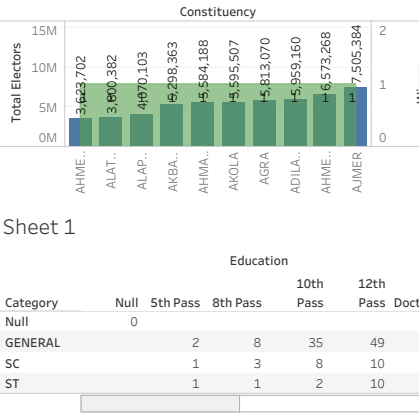 Constituency
Total Electors
15M
10M
5M
0M
2
1
0
3,623,702
3,800,382
4,070,103
5,298,363
5,584,188
5,595,507
5,813,070
5,959,160
6,573,268
7,505,384
1
AHME..
ALAT..
ALAP..
AKBA..
AHMA..
AKOLA
AGRA
ADILA..
AHME..
AJMER
Sheet 1
Education
10th 12th
Category Null 5th Pass 8th Pass Pass Pass Doct
Null 0
GENERAL 2 8 35 49
SC 1 3 8 10
ST 1 1 2 10